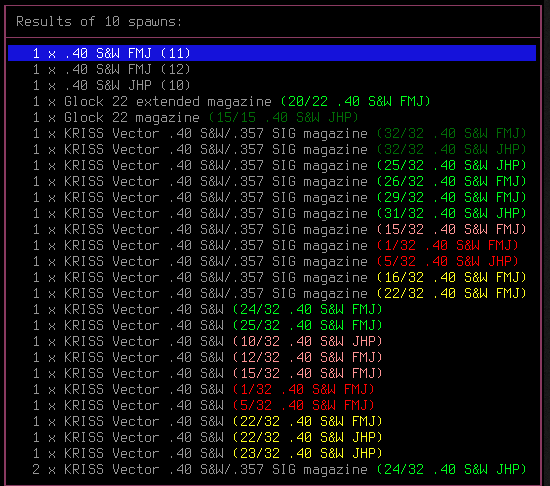 Results of 10 spawns:
1 x .40 S&W FMJ (11)
1 x .40 S&W FMJ (12)
1 x .40 S&W JHP (10)
1 x Glock 22 extended magazine (20/22 .40 S&W FMJ)
1 x Glock 22 magazine (15/15 .40 S&W JHP)
1 x KRISS Vector .40 S&W/.357 SIG magazine (32/32 .40 S&W FMJ)
1 x KRISS Vector .40 S&W/.357 SIG magazine (32/32 .40 S&W JHP)
1 x KRISS Vector .40 S&W/.357 SIG magazine (25/32 .40 S&W JHP)
1 x KRISS Vector .40 S&W/.357 SIG magazine (26/32 .40 S&W FMJ)
1 x KRISS Vector .40 S&W/.357 SIG magazine (29/32 .40 S&W FMJ)
1 x KRISS Vector .40 S&W/.357 SIG magazine (31/32 .40 S&W JHP)
1 x KRISS Vector .40 S&W/.357 SIG magazine (15/32 .40 S&W FMJ)
1 x KRISS Vector .40 S&W/.357 SIG magazine (1/32 .40 S&W FMJ)
1 x KRISS Vector .40 S&W/.357 SIG magazine (5/32 .40 S&W JHP)
1 x KRISS Vector .40 S&W/.357 SIG magazine (16/32 .40 S&W FMJ)
1 x KRISS Vector .40 S&W/.357 SIG magazine (22/32 .40 S&W FMJ)
1 x KRISS Vector .40 S&W (24/32 .40 S&W FMJ)
1 x KRISS Vector .40 S&W (25/32 .40 S&W FMJ)
1 x KRISS Vector .40 S&W (10/32 .40 S&W JHP)
1 x KRISS Vector .40 S&W (12/32 .40 S&W FMJ)
1 x KRISS Vector .40 S&W (15/32 .40 S&W FMJ)
1 x KRISS Vector .40 S&W (1/32 .40 S&W FMJ)
1 x KRISS Vector .40 S&W (5/32 .40 S&W FMJ)
1 x KRISS Vector .40 S&W (22/32 .40 S&W FMJ)
1 x KRISS Vector .40 S&W (22/32 .40 S&W JHP)
1 x KRISS Vector .40 S&W (23/32 .40 S&W JHP)
2 x KRISS Vector .40 S&W/.357 SIG magazine (24/32 .40 S&W JHP)